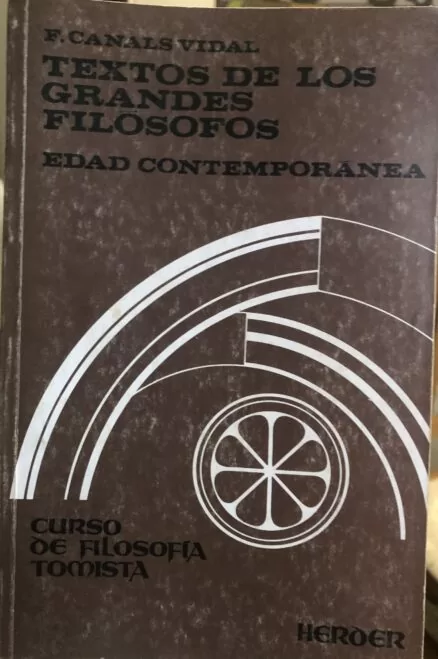 F. CANALS VIDAL
TEXTOS DE LOS
GRANDES
FILÓSOFOS
EDAD CONTEMPORÁNEA
CURSO
DE FILOSOFÍA
TOMISTA
HERDER